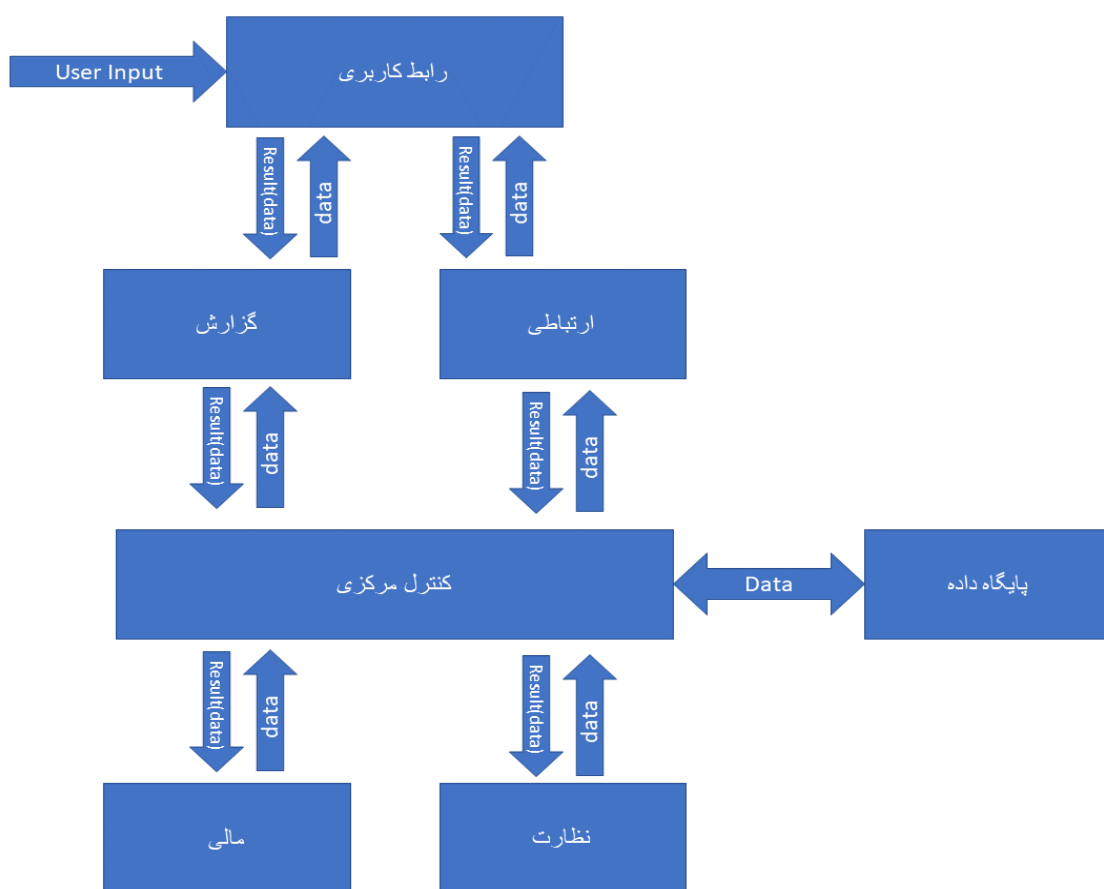 User Input
رابط کاربری
Result(data)
data
Result(data)
data
گزارش
ارتباطی
Result(data)
data
Result(data)
data
کنترل مرکزی
Data
پایگاه داده
Result(data)
data
Result(data)
data
مالی
نظارت